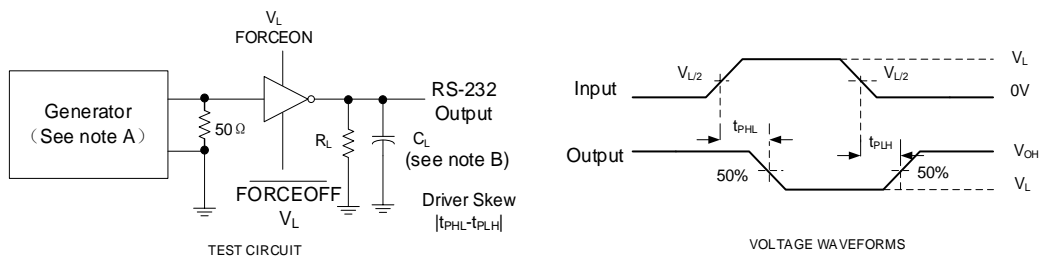 VL
FORCEON
Generator
（See note A）
50Ω
RL
CL
(see note B)
RS-232
Output
FORCEOFF
VL
Driver Skew
|tPHL-tPLH|
TEST CIRCUIT
Input
VL/2
VL/2
VL
0V
tPHL
tPLH
Output
50%
50%
VOH
VL
VOLTAGE WAVEFORMS